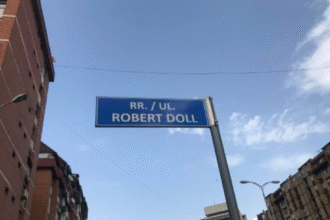 RR. / UL.
ROBERT DOLL